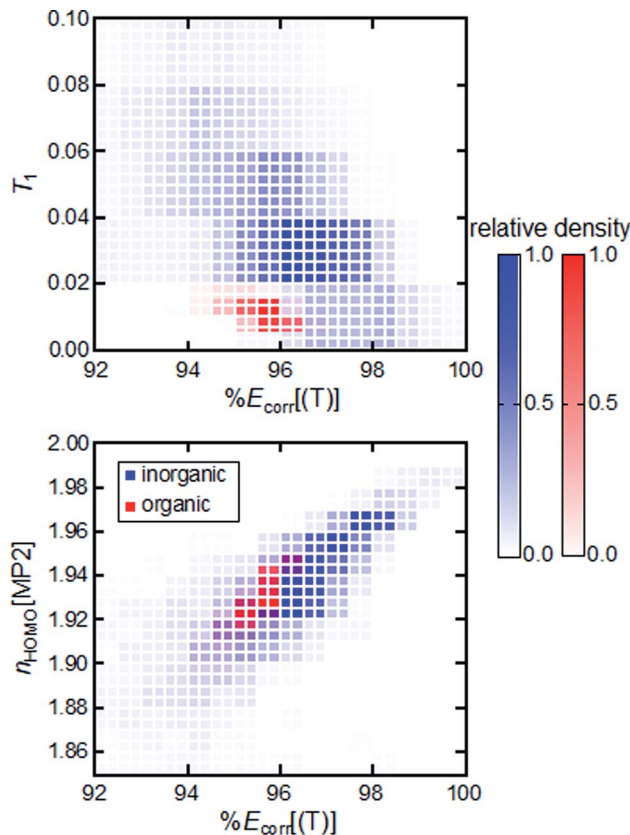 0.10
0.08
0.06
T1
0.04
0.02
0.00
92 94 96 98 100
%Ecorr[(T)]
relative density
1.0 1.0
0.5 0.5
0.0 0.0
2.00
inorganic
organic
1.98
1.96
1.94
nHOMO[MP2]
1.92
1.90
1.88
1.86
92 94 96 98 100
%Ecorr[(T)]